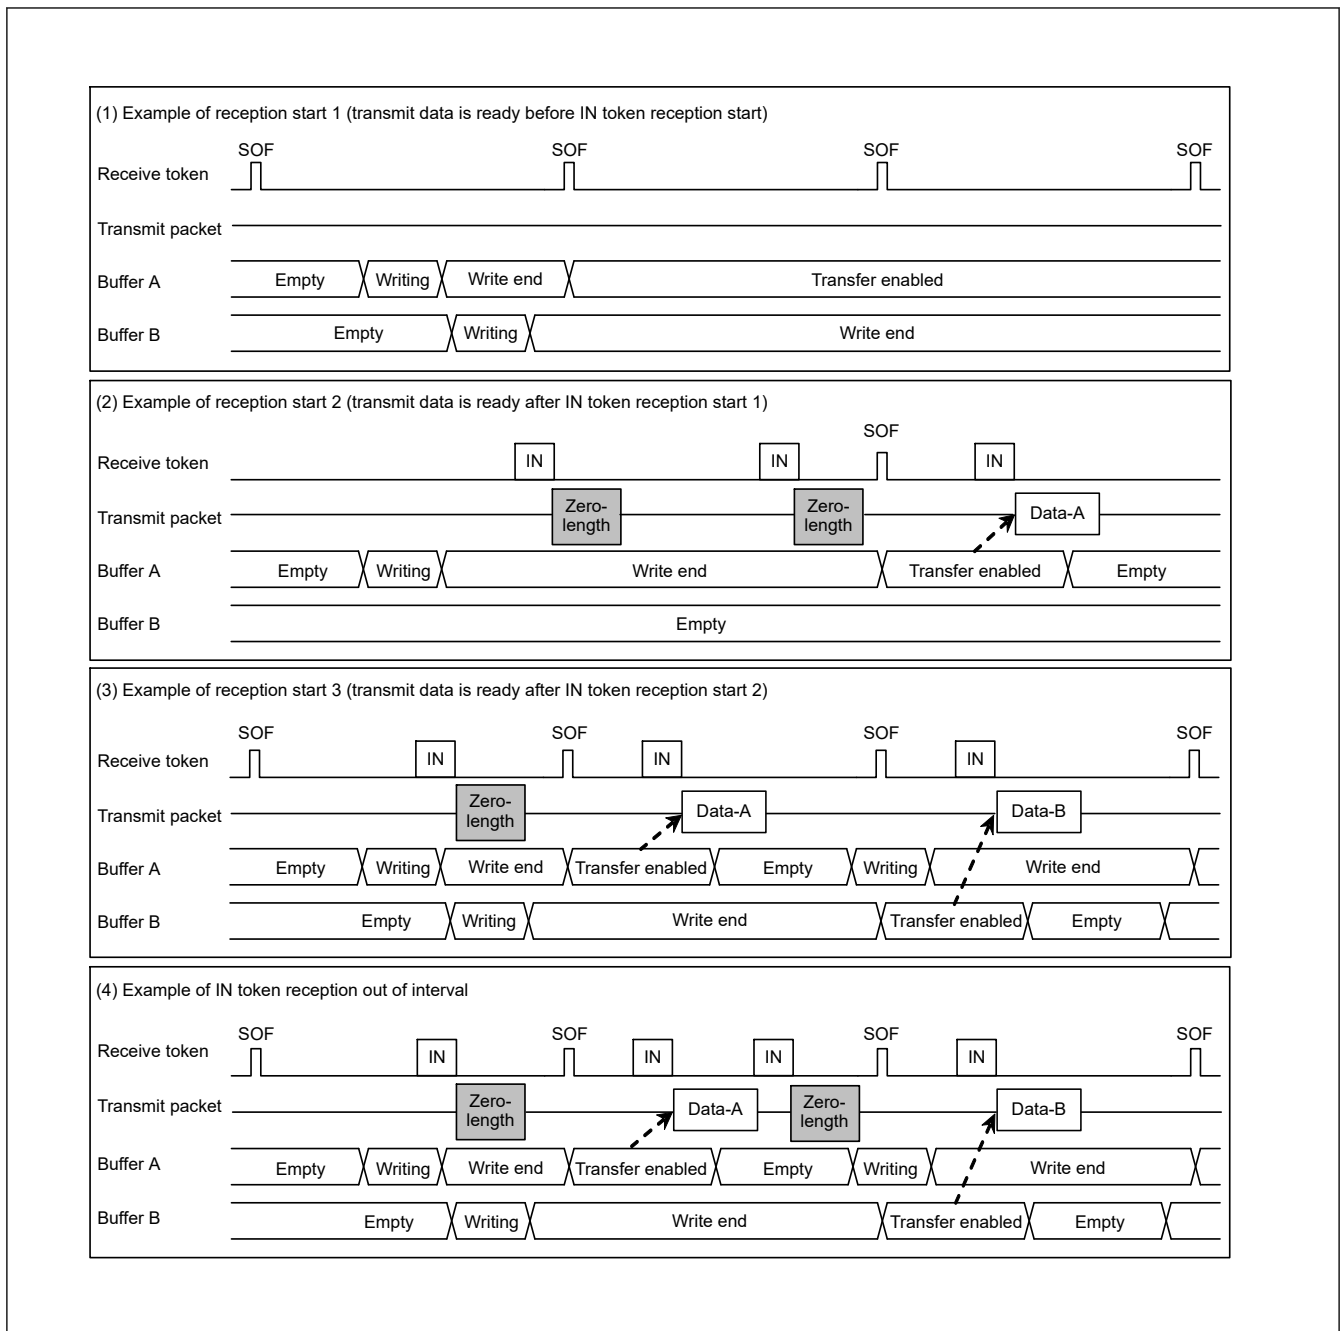 (1) Example of reception start 1 (transmit data is ready before IN token reception start)
SOF SOF SOF SOF
Receive token
Transmit packet
Buffer A Empty Writing Write end Transfer enabled
Buffer B Empty Writing Write end
(2) Example of reception start 2 (transmit data is ready after IN token reception start 1)
SOF
Receive token IN IN IN
Zero- Zero-
Transmit packet Data-A
length length
Buffer A Empty Writing Write end Transfer enabled Empty
Buffer B Empty
(3) Example of reception start 3 (transmit data is ready after IN token reception start 2)
SOF SOF SOF SOF
Receive token IN IN IN
Zero-
Transmit packet Data-A Data-B
length
Buffer A Empty Writing Write end Transfer enabled Empty Writing Write end
Buffer B Empty Writing Write end Transfer enabled Empty
(4) Example of IN token reception out of interval
SOF SOF SOF SOF
Receive token IN IN IN IN
Zero- Zero-
Transmit packet Data-A Data-B
length length
Buffer A Empty Writing Write end Transfer enabled Empty Writing Write end
Buffer B Empty Writing Write end Transfer enabled Empty